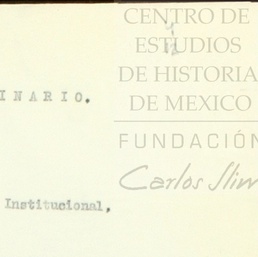 CENTRO DE
ESTUDIOS
DE HISTORIA
INARIO.
DE MEXICO
FUNDACIÓN
Carlos Slim
Institucional,